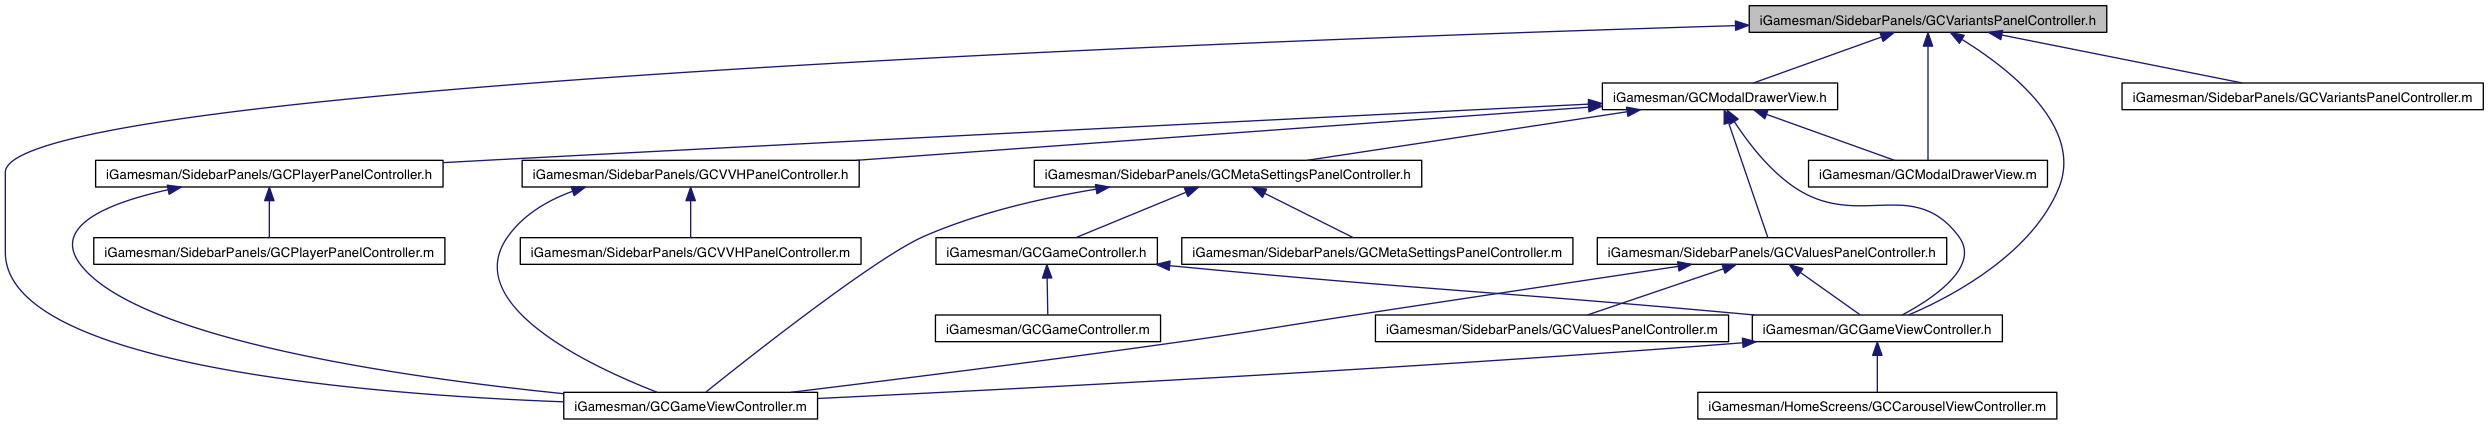 iGamesman/SidebarPanels/GCVariantsPanelController.h
iGamesman/GCModalDrawerView.h
iGamesman/SidebarPanels/GCVariantsPanelController.m
iGamesman/SidebarPanels/GCPlayerPanelController.h
iGamesman/SidebarPanels/GCVVHPanelController.h
iGamesman/SidebarPanels/GCMetaSettingsPanelController.h
iGamesman/GCModalDrawerView.m
iGamesman/SidebarPanels/GCPlayerPanelController.m
iGamesman/SidebarPanels/GCVVHPanelController.m
iGamesman/GCGameController.h
iGamesman/SidebarPanels/GCMetaSettingsPanelController.m
iGamesman/SidebarPanels/GCValuesPanelController.h
iGamesman/GCGameController.m
iGamesman/SidebarPanels/GCValuesPanelController.m
iGamesman/GCGameViewController.h
iGamesman/GCGameViewController.m
iGamesman/HomeScreens/GCCarouselViewController.m